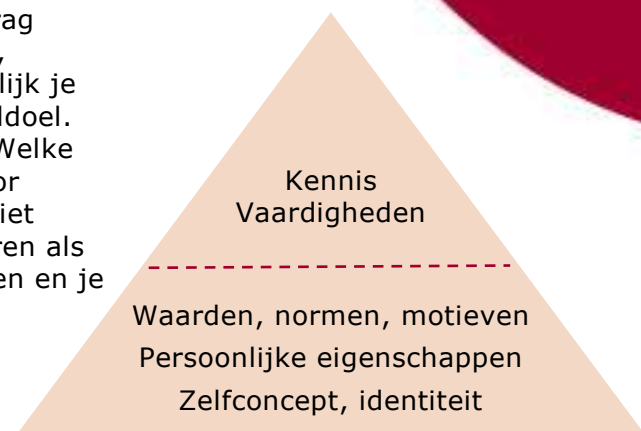 ,
lijk je
ldoel.
Welke
or
iet
ren als
en en je
Kennis
Vaardigheden
Waarden, normen, motieven
Persoonlijke eigenschappen
Zelfconcept, identiteit